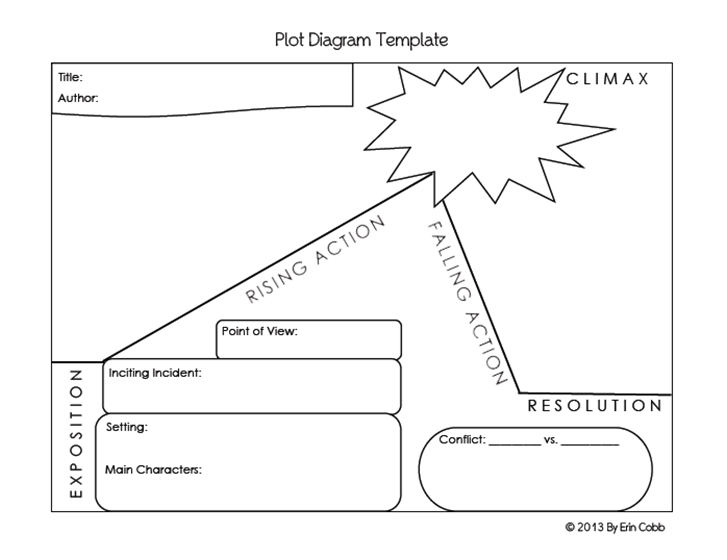 Plot Diagram Template
Title:
Author:
CLIMAX
RISING ACTION
FALLING ACTION
Point of View:
Inciting Incident:
EXPOSITION
Setting:
Main Characters:
RESOLUTION
Conflict: ________ vs. _________
© 2013 By Erin Cobb